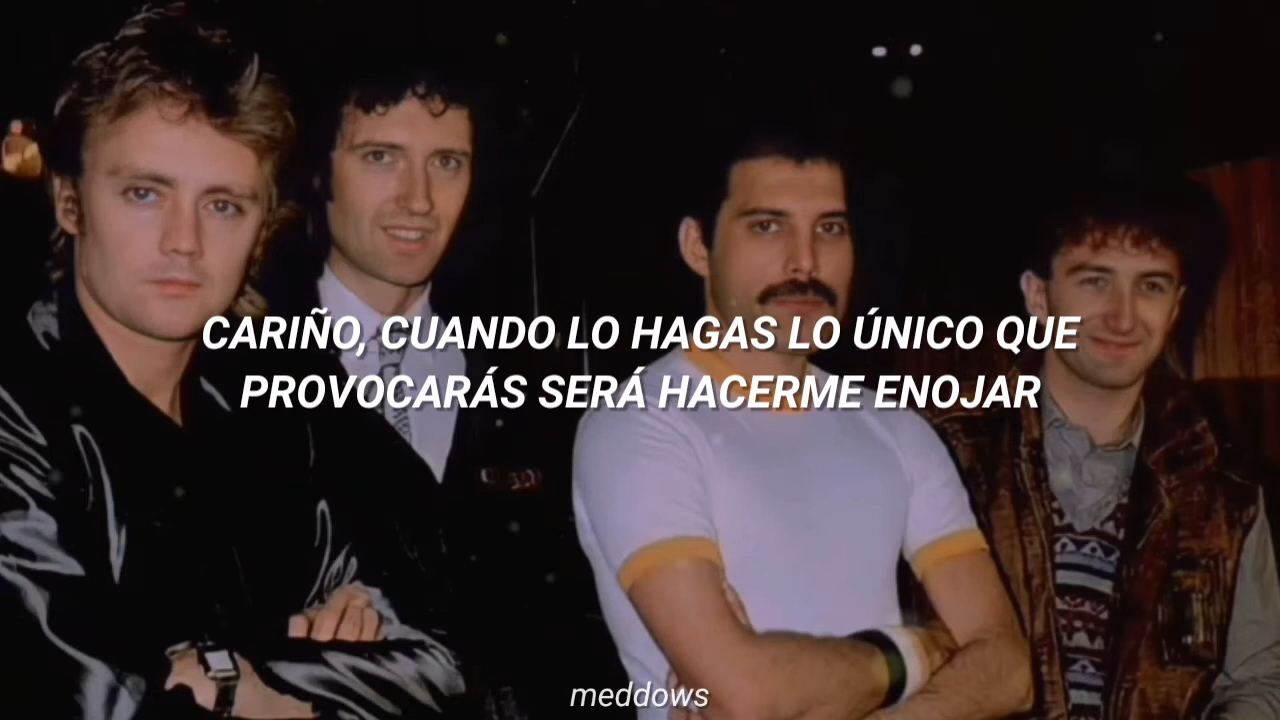 CARIÑO, CUANDO LO HAGAS LO ÚNICO QUE
PROVOCARÁS SERÁ HACERME ENOJAR
meddows